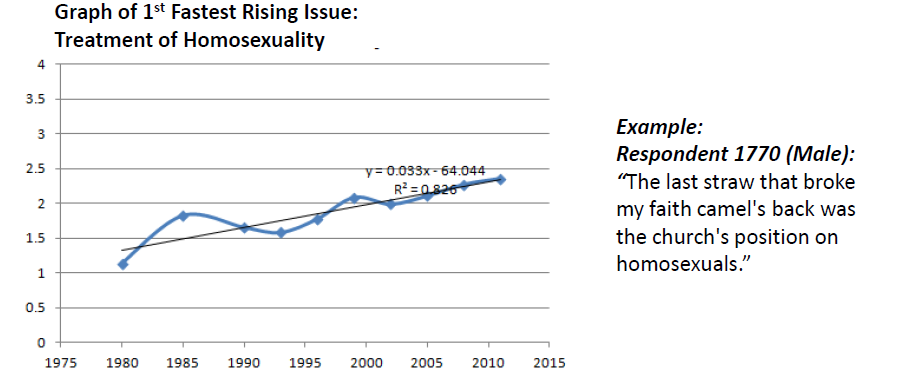 Graph of 1st Fastest Rising Issue:
Treatment of Homosexuality
-
4
3.5
3
2.5
2
1.5
1
0.5
0
y = 0.033x - 64.044
R² = 0.826
1975 1980 1985 1990 1995 2000 2005 2010 2015
Example:
Respondent 1770 (Male):
“The last straw that broke
my faith camel's back was
the church's position on
homosexuals.”